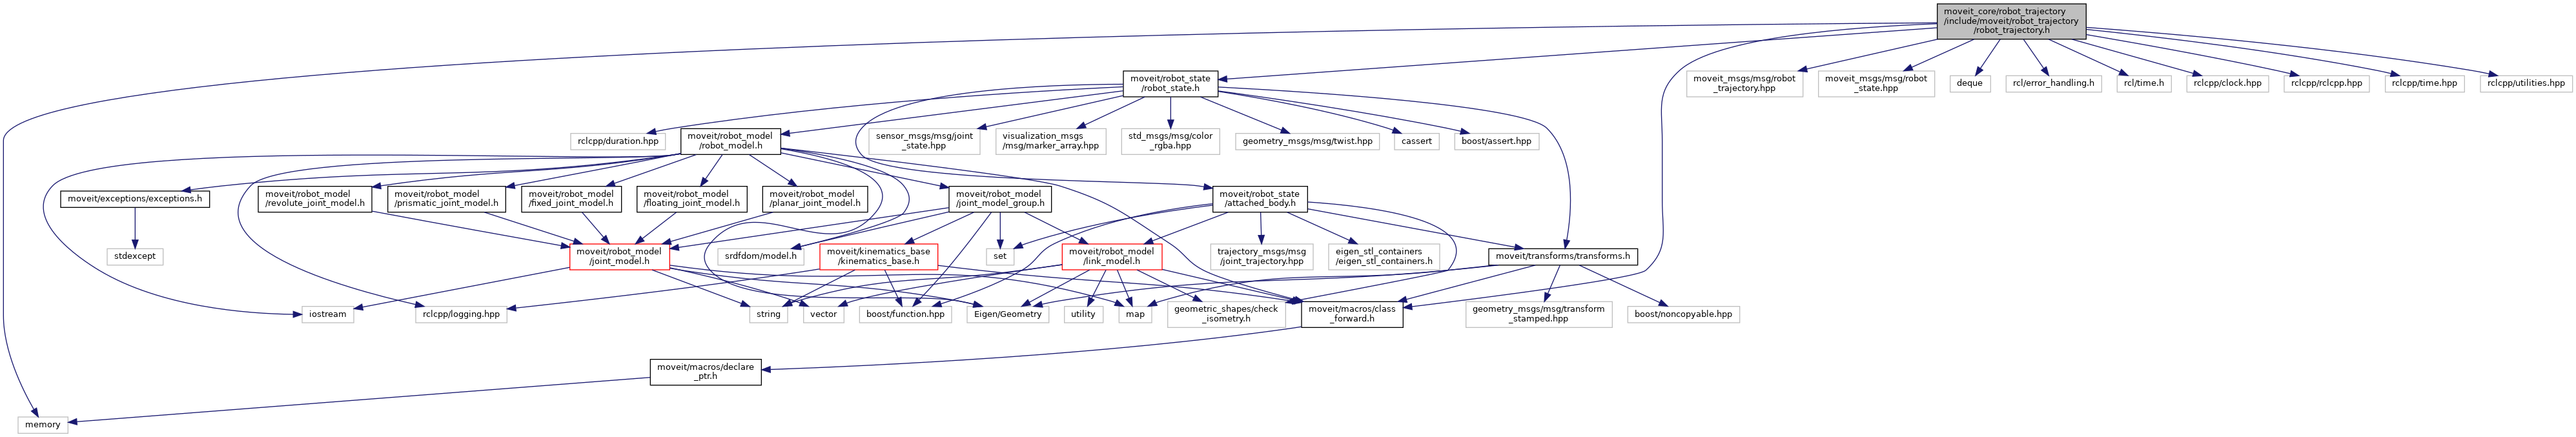 moveit_core/robot_trajectory
/include/moveit/robot_trajectory
/robot_trajectory.h
moveit/robot_state
/robot_state.h
moveit_msgs/msg/robot
_trajectory.hpp
moveit_msgs/msg/robot
_state.hpp
deque
rcl/error_handling.h
rcl/time.h
rclcpp/clock.hpp
rclcpp/rclcpp.hpp
rclcpp/time.hpp
rclcpp/utilities.hpp
rclcpp/duration.hpp
moveit/robot_model
/robot_model.h
sensor_msgs/msg/joint
_state.hpp
visualization_msgs
/msg/marker_array.hpp
std_msgs/msg/color
_rgba.hpp
geometry_msgs/msg/twist.hpp
cassert
boost/assert.hpp
moveit/exceptions/exceptions.h
moveit/robot_model
/revolute_joint_model.h
moveit/robot_model
/prismatic_joint_model.h
moveit/robot_model
/fixed_joint_model.h
moveit/robot_model
/floating_joint_model.h
moveit/robot_model
/planar_joint_model.h
moveit/robot_model
/joint_model_group.h
moveit/robot_state
/attached_body.h
stdexcept
moveit/robot_model
/joint_model.h
srdfdom/model.h
moveit/kinematics_base
/kinematics_base.h
set
moveit/robot_model
/link_model.h
trajectory_msgs/msg
/joint_trajectory.hpp
eigen_stl_containers
/eigen_stl_containers.h
moveit/transforms/transforms.h
iostream
rclcpp/logging.hpp
string
vector
boost/function.hpp
Eigen/Geometry
utility
map
geometric_shapes/check
_isometry.h
moveit/macros/class
_forward.h
geometry_msgs/msg/transform
_stamped.hpp
boost/noncopyable.hpp
moveit/macros/declare
_ptr.h
memory